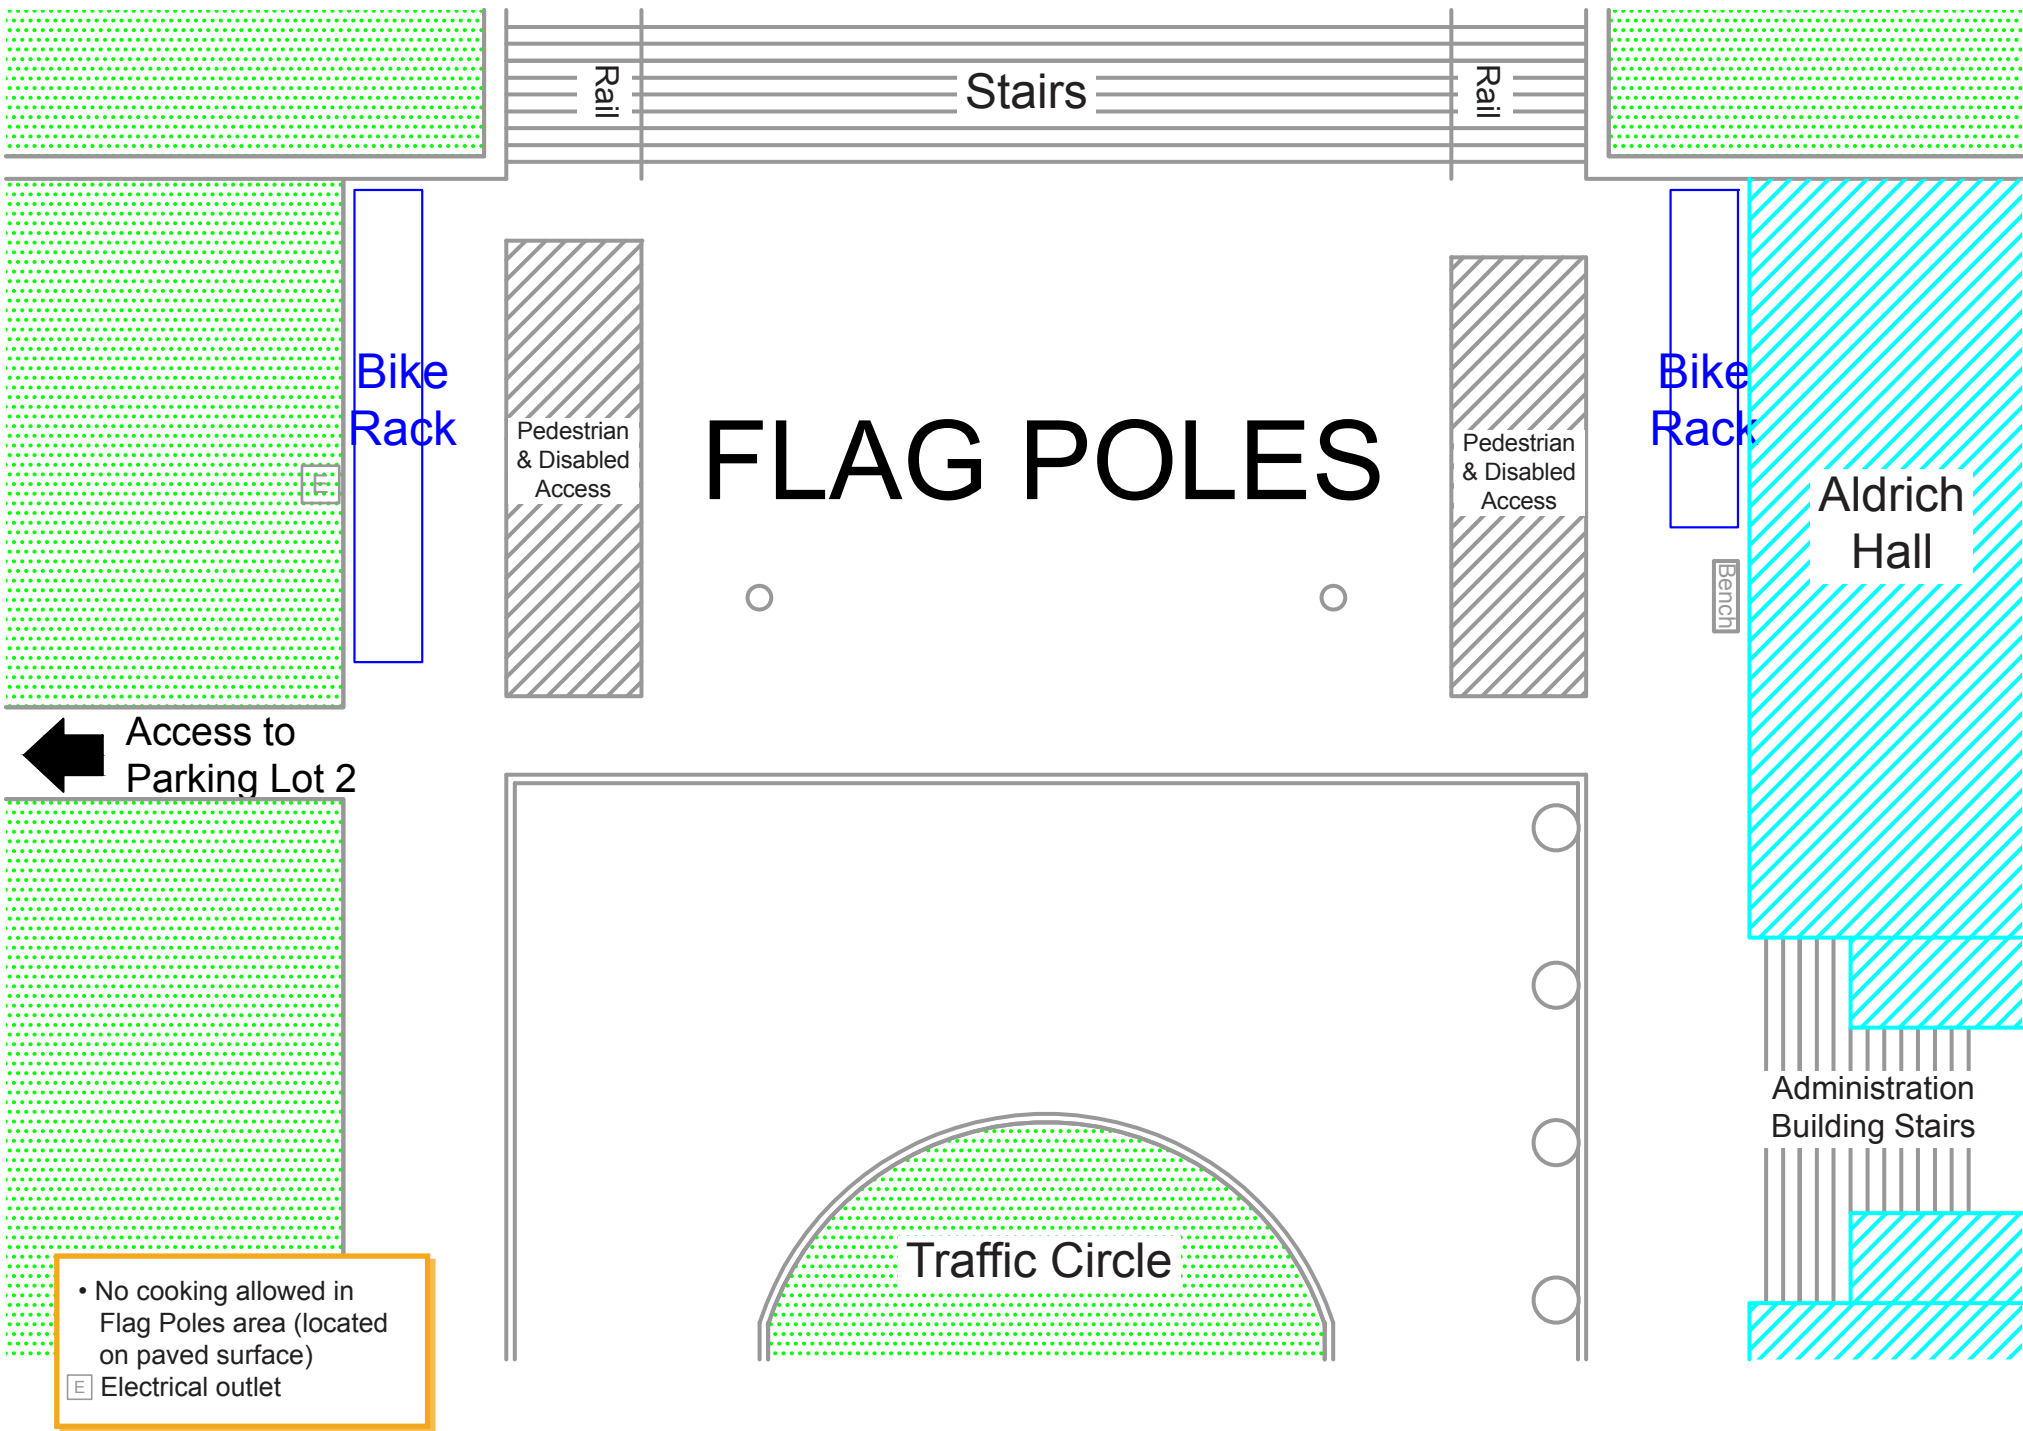 Rail
Stairs
Rail
Bike
Rack
Pedestrian
& Disabled
Access
FLAG POLES
Pedestrian
& Disabled
Access
Bike
Rack
Aldrich
Hall
E
Bench
Access to
Parking Lot 2
Administration
Building Stairs
Traffic Circle
• No cooking allowed in
Flag Poles area (located
on paved surface)
E Electrical outlet